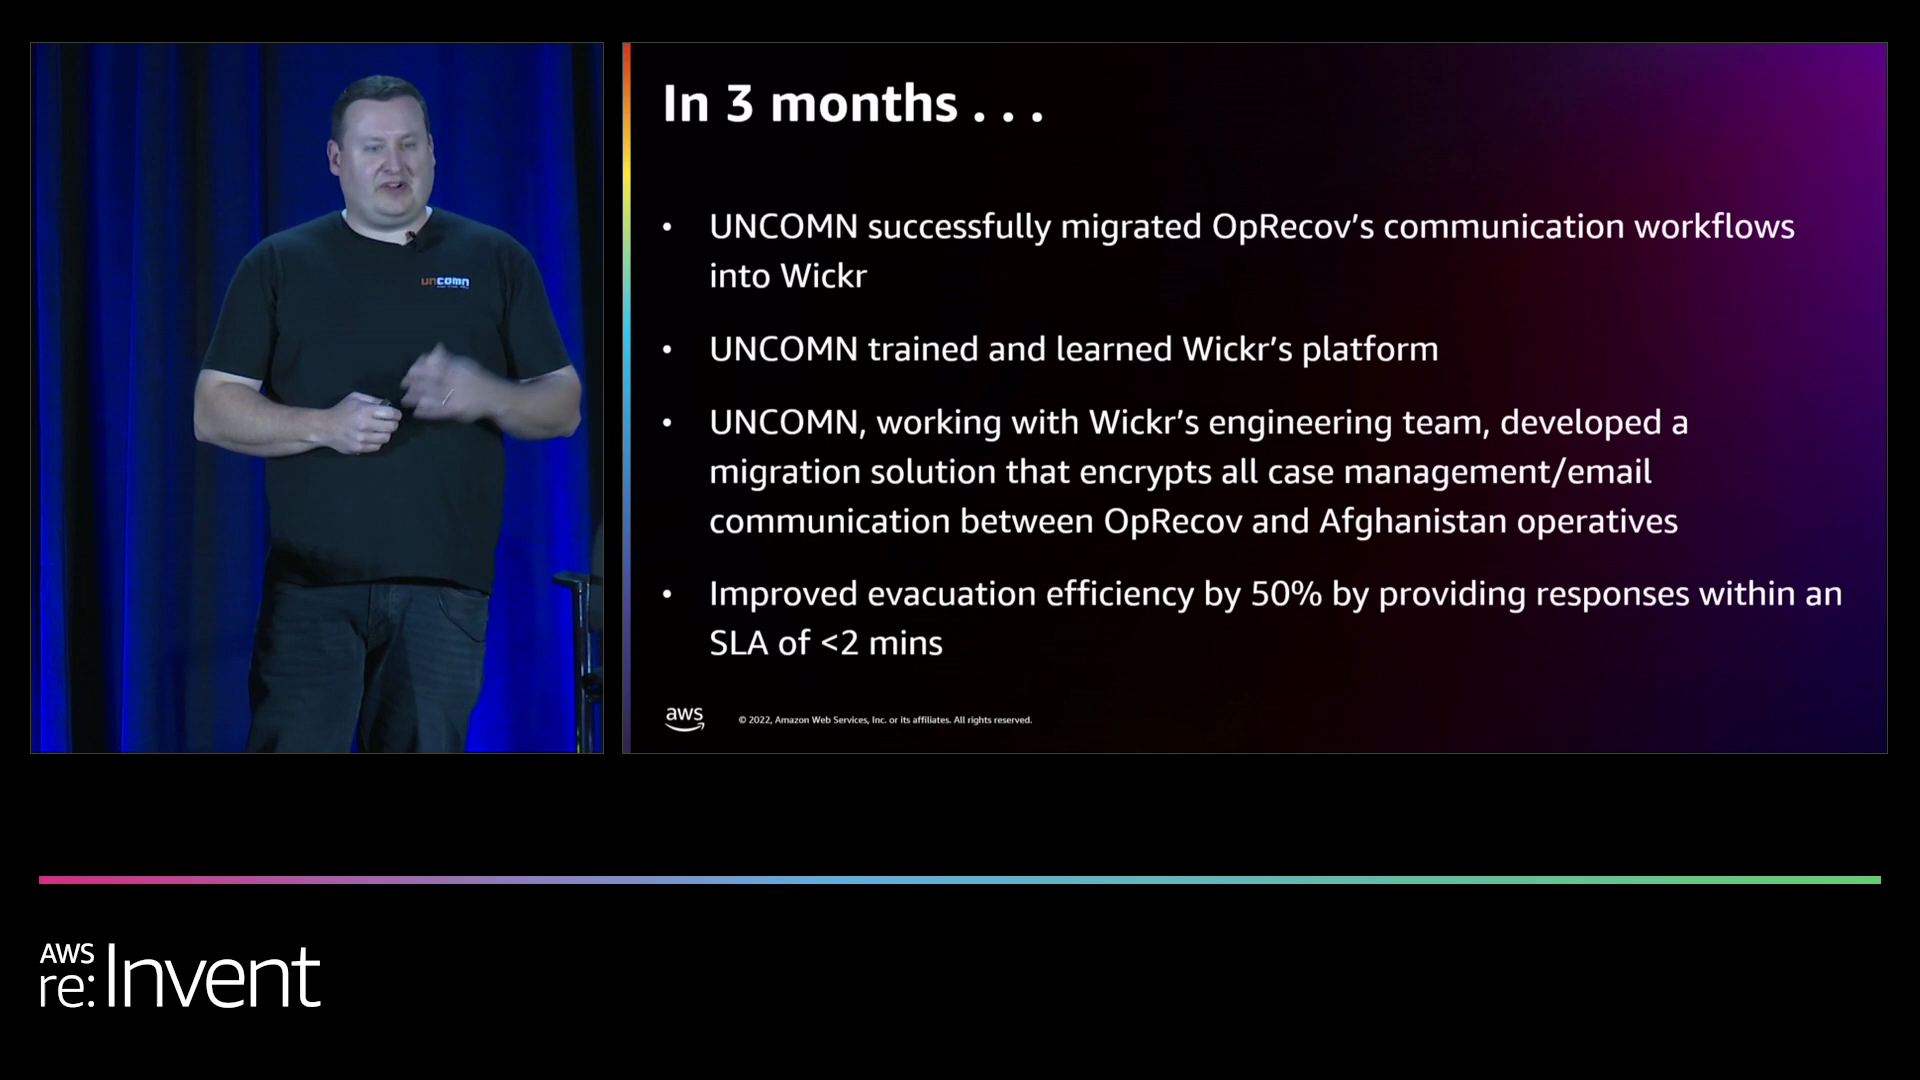 In 3 months . . .
• UNCOMN successfully migrated OpRecov’s communication workflows
into Wickr
• UNCOMN trained and learned Wickr’s platform
• UNCOMN, working with Wickr’s engineering team, developed a
migration solution that encrypts all case management/email
communication between OpRecov and Afghanistan operatives
• Improved evacuation efficiency by 50% by providing responses within an
SLA of <2 mins
aws
© 2022, Amazon Web Services, Inc. or its affiliates. All rights reserved.
uncomn
AWS
re:Invent